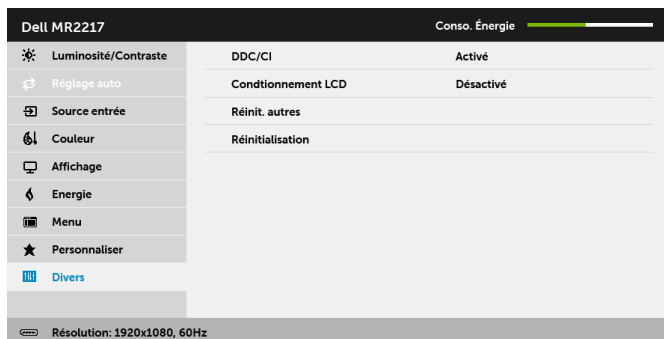 Dell MR2217 Conso. Énergie
Luminosité/Contraste DDC/CI Activé
Réglage auto Condtionnement LCD Désactivé
Source entrée Réinit. autres
Couleur Réinitialisation
Affichage
Energie
Menu
Personnaliser
Divers
Résolution: 1920x1080, 60Hz